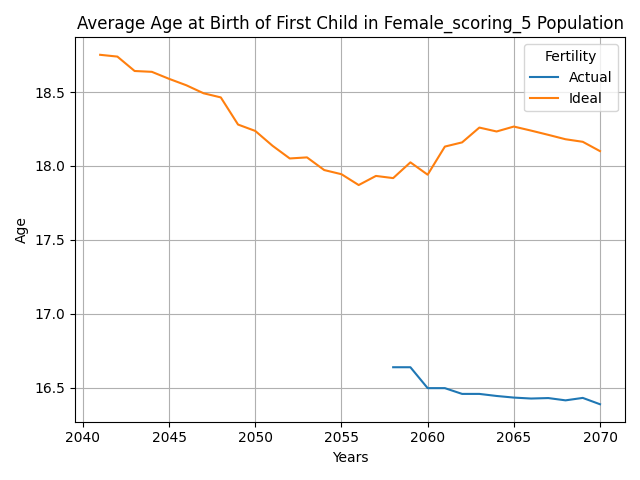 Average Age at Birth of First Child in Female_scoring_5 Population
Fertility
Actual
Ideal
Age
18.5
18.0
17.5
17.0
16.5
2040 2045 2050 2055 2060 2065 2070
Years